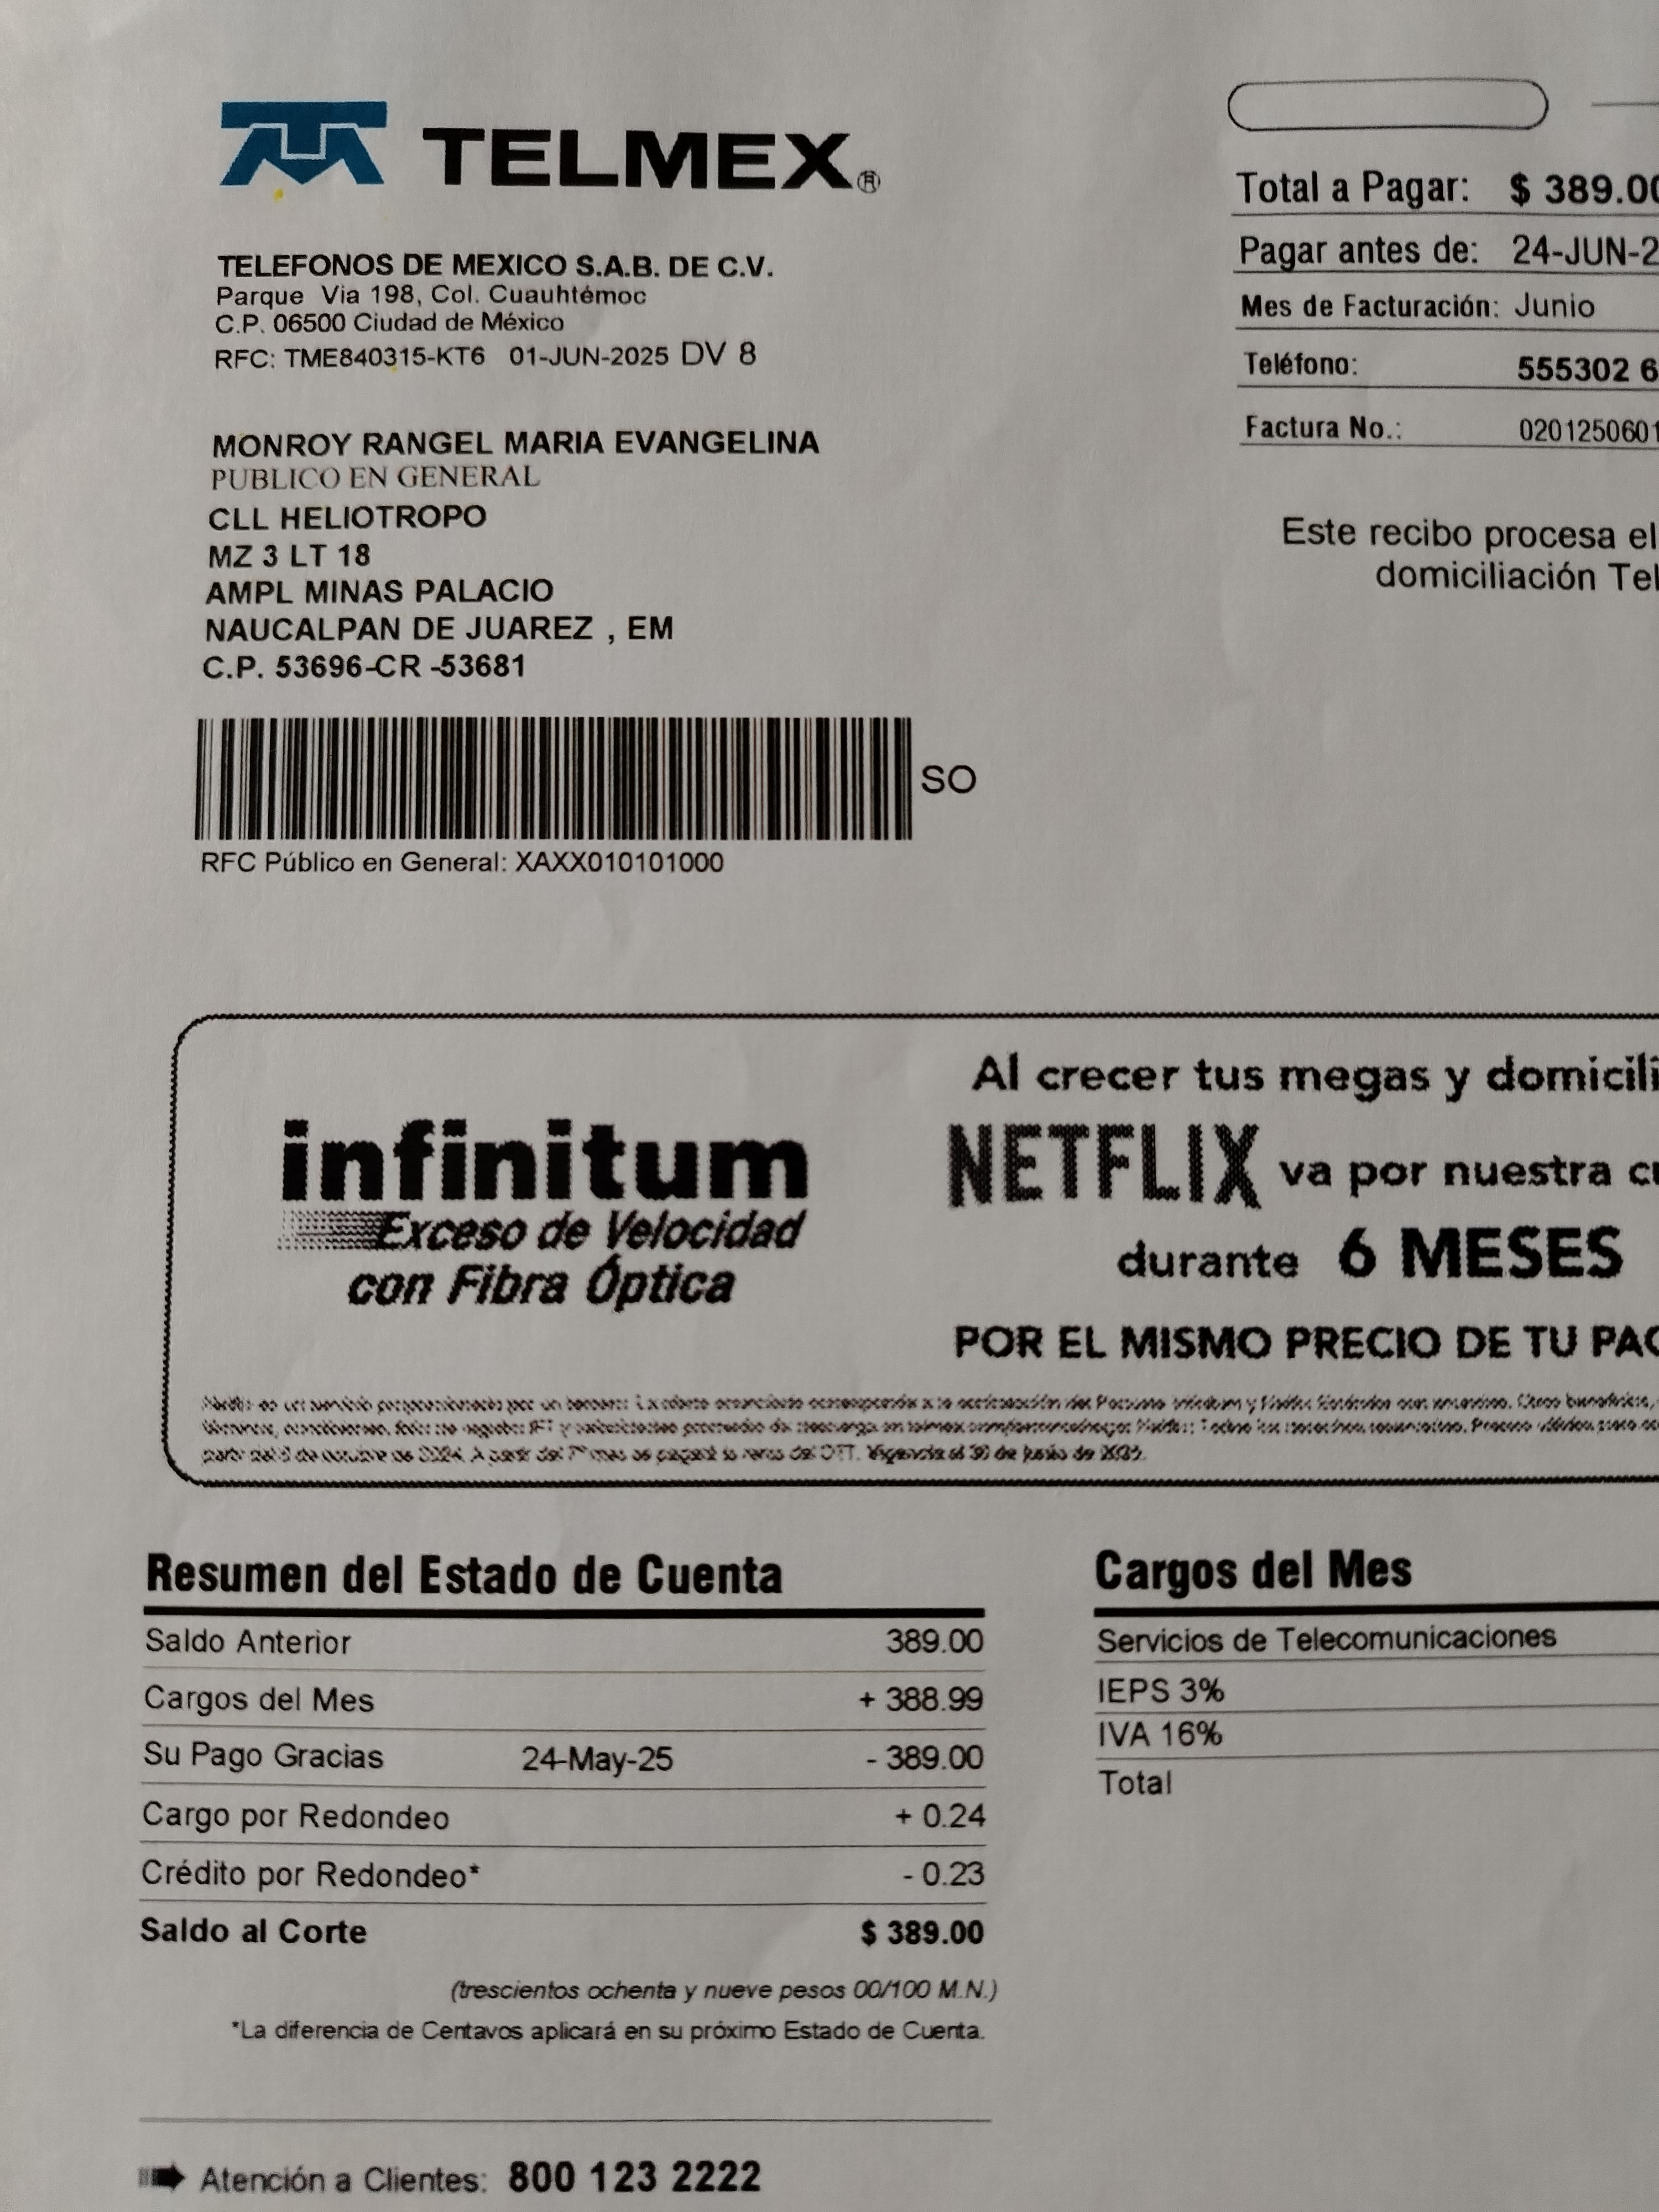 TELMEX®
TELEFONOS DE MEXICO S.A.B. DE C.V.
Parque Via 198, Col. Cuauhtémoc
C.P. 06500 Ciudad de México
RFC: TME840315-KT6 01-JUN-2025 DV 8
Total a Pagar: $ 389.00
Pagar antes de: 24-JUN-2
Mes de Facturación: Junio
Teléfono: 555302 6
Factura No.: 0201250601
MONROY RANGEL MARIA EVANGELINA
PUBLICO EN GENERAL
CLL HELIOTROPO
MZ 3 LT 18
AMPL MINAS PALACIO
NAUCALPAN DE JUAREZ , EM
C.P. 53696-CR -53681
Este recibo procesa el
domiciliación Tel
SO
RFC Público en General: XAXX010101000
infinitum
Exceso de Velocidad
con Fibra Óptica
Al crecer tus megas y domicili
NETFLIX va por nuestra cu
durante 6 MESES
POR EL MISMO PRECIO DE TU PAQ
Resumen del Estado de Cuenta
Saldo Anterior 389.00
Cargos del Mes + 388.99
Su Pago Gracias 24-May-25 - 389.00
Cargo por Redondeo + 0.24
Crédito por Redondeo* - 0.23
Saldo al Corte $ 389.00
(trescientos ochenta y nueve pesos 00/100 M.N.)
*La diferencia de Centavos aplicará en su próximo Estado de Cuenta.
Cargos del Mes
Servicios de Telecomunicaciones
IEPS 3%
IVA 16%
Total
Atención a Clientes: 800 123 2222